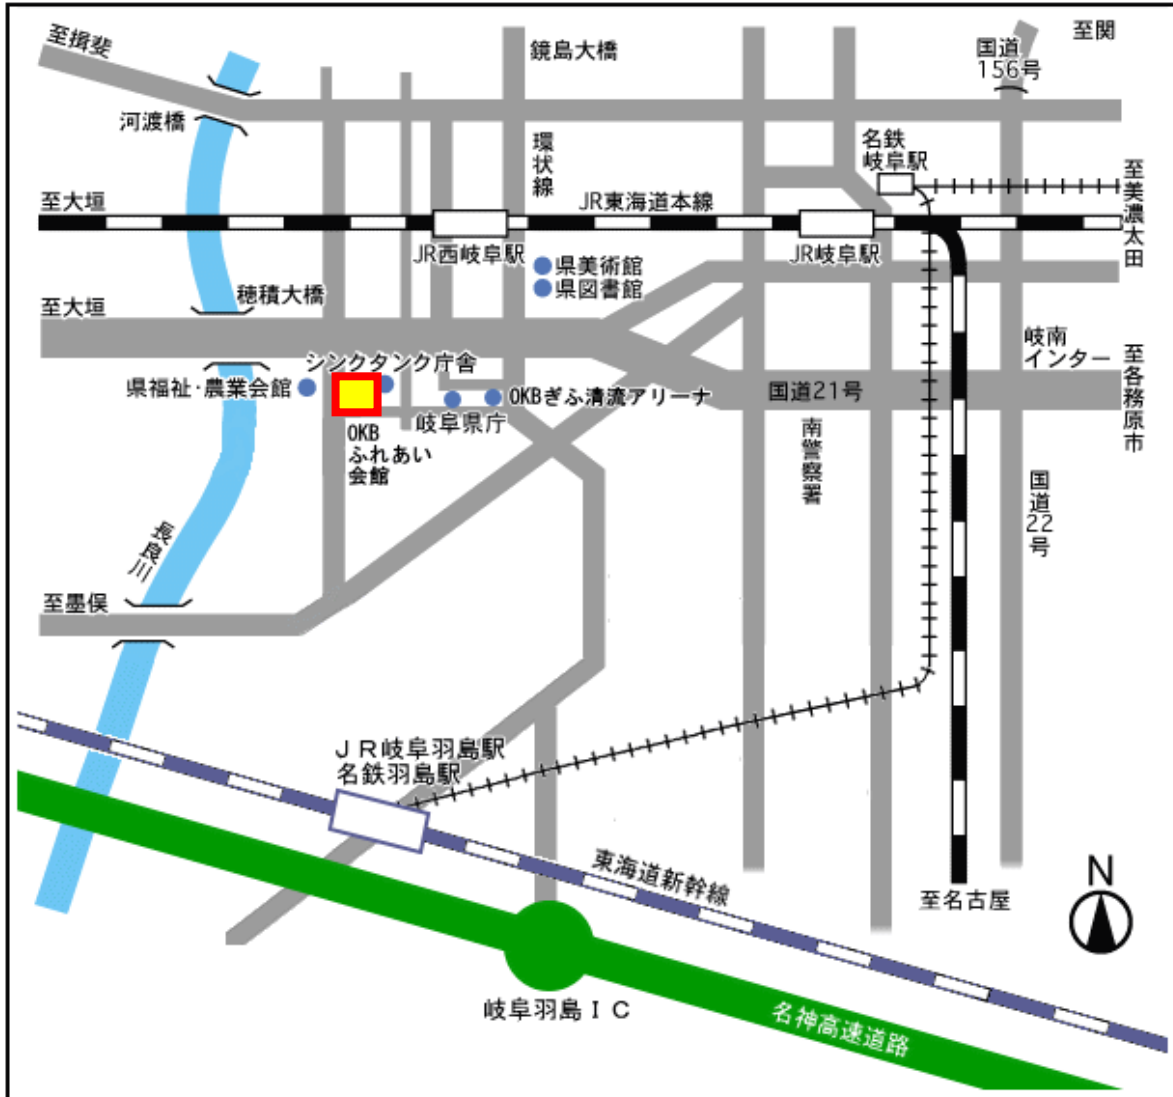 至揖斐
鏡島大橋
国道
156号
至関
河渡橋
環状線
名鉄
岐阜駅
至美濃太田
至大垣
JR東海道本線
JR西岐阜駅
JR岐阜駅
県美術館
県図書館
穂積大橋
至大垣
岐南
インター
至各務原市
シンクタンク庁舎
県福祉・農業会館
OKBぎふ清流アリーナ
国道21号
岐阜県庁
OKB
ふれあい
会館
南警察署
国道22号
長良川
至墨俣
JR岐阜羽島駅
名鉄羽島駅
東海道新幹線
至名古屋
N
岐阜羽島IC
名神高速道路